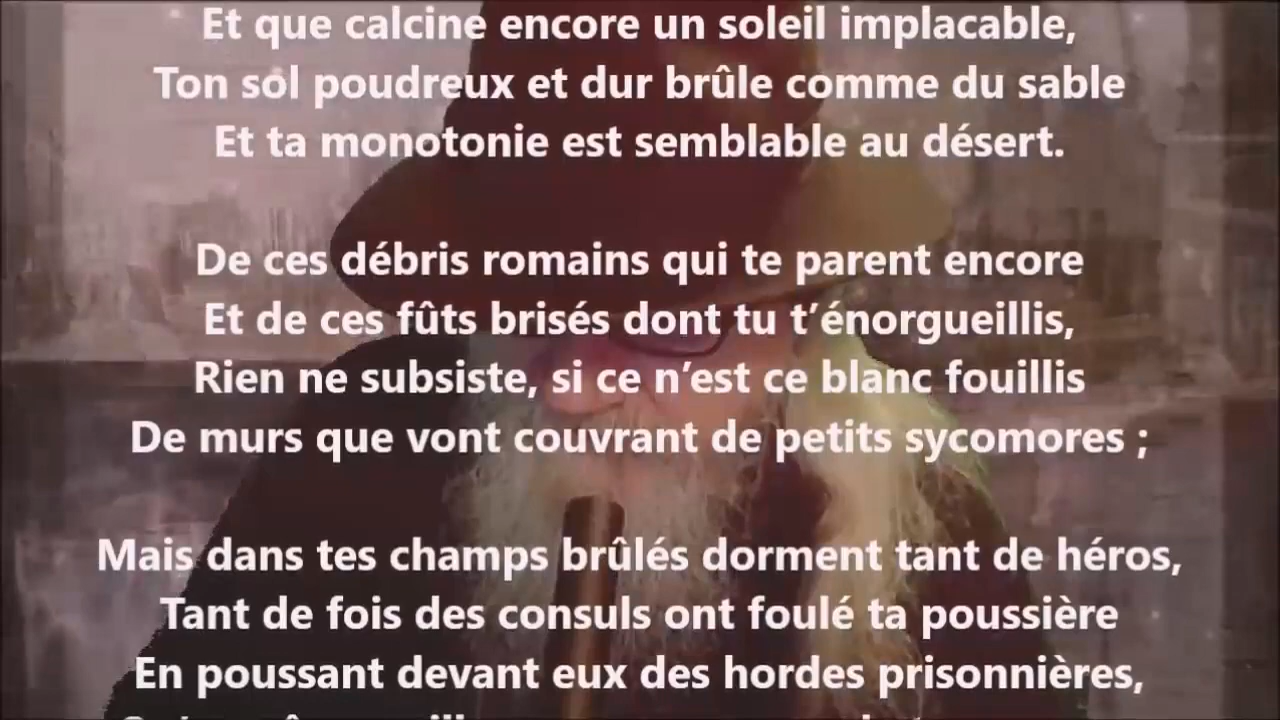 Et que calcine encore un soleil implacable,
Ton sol poudreux et dur brûle comme du sable
Et ta monotonie est semblable au désert.
De ces débris romains qui te parent encore
Et de ces fûts brisés dont tu t’énorgueillis,
Rien ne subsiste, si ce n’est ce blanc fouillis
De murs que vont couvrant de petits sycomores ;
Mais dans tes champs brûlés dorment tant de héros,
Tant de fois des consuls ont foulé ta poussière
En poussant devant eux des hordes prisonnières,